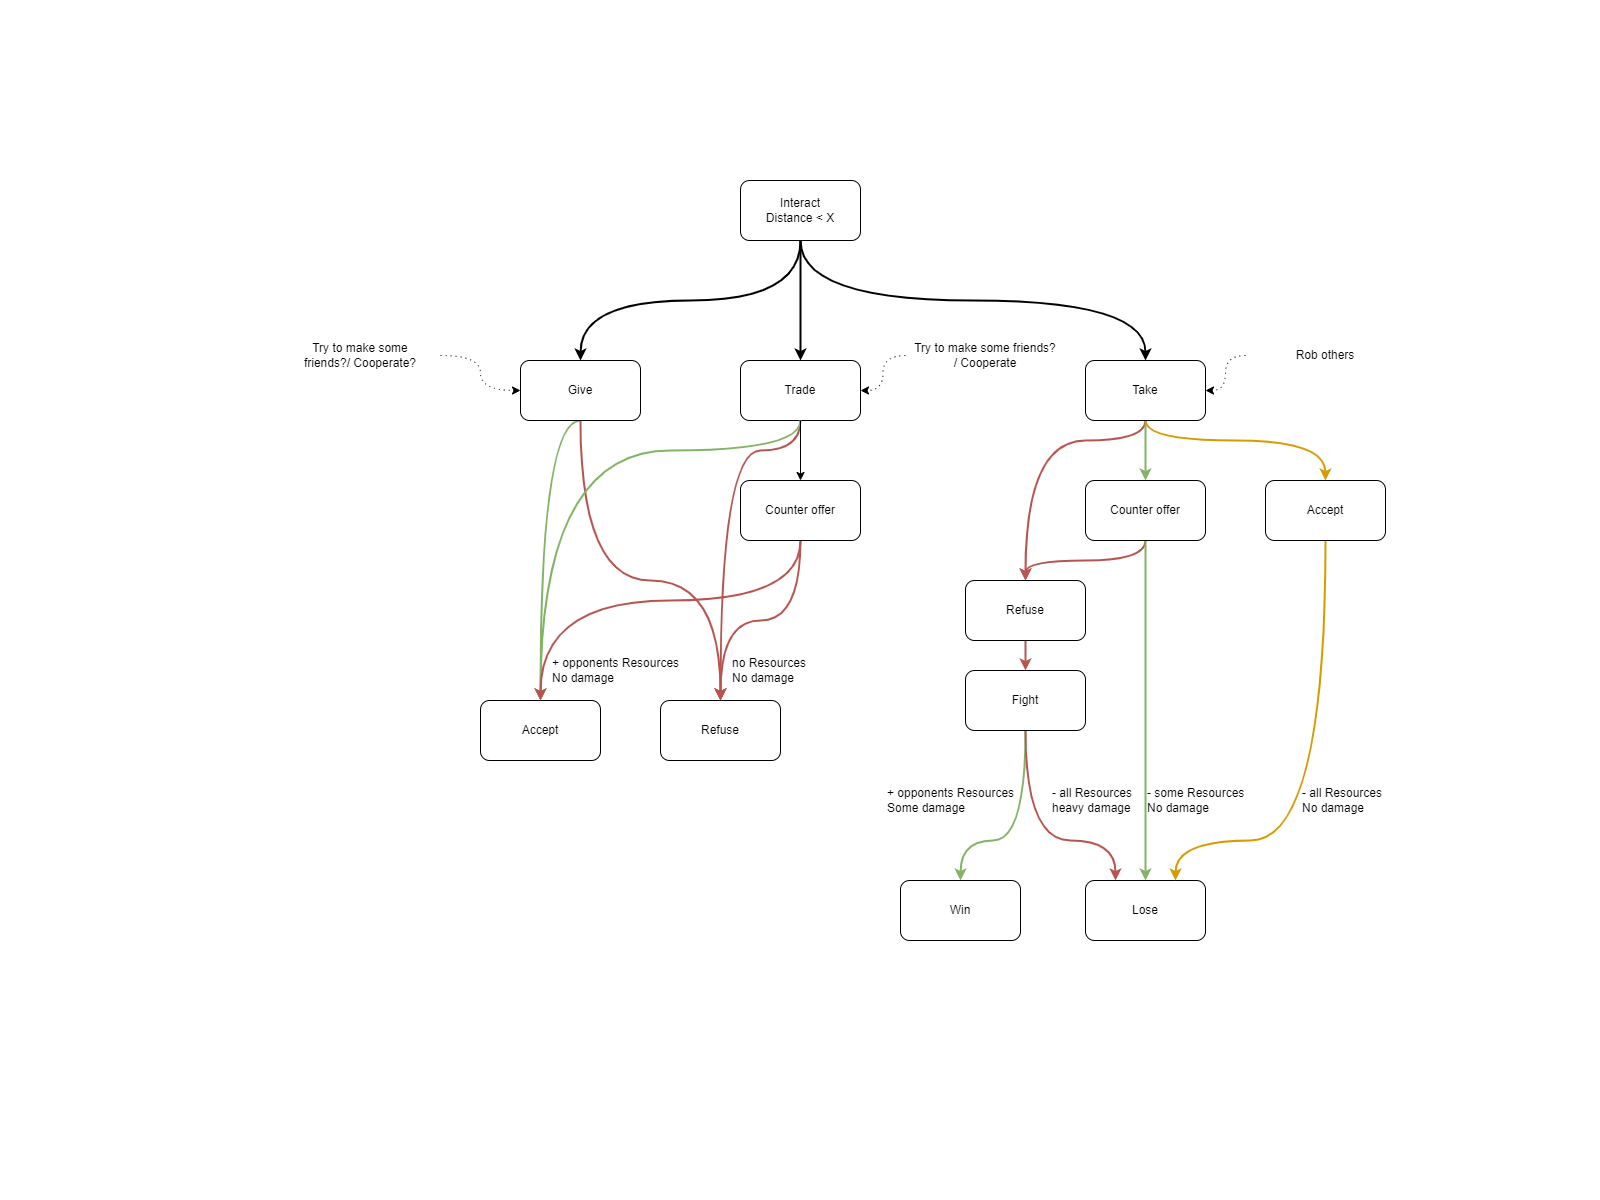 Interact
Distance < X
Try to make some
friends?/ Cooperate?
Give
Trade
Try to make some friends?
/ Cooperate
Take
Rob others
Counter offer
Counter offer
Accept
Refuse
Fight
+ opponents Resources
No damage
no Resources
No damage
Accept
Refuse
+ opponents Resources
Some damage
- all Resources
heavy damage
- some Resources
No damage
- all Resources
No damage
Win
Lose